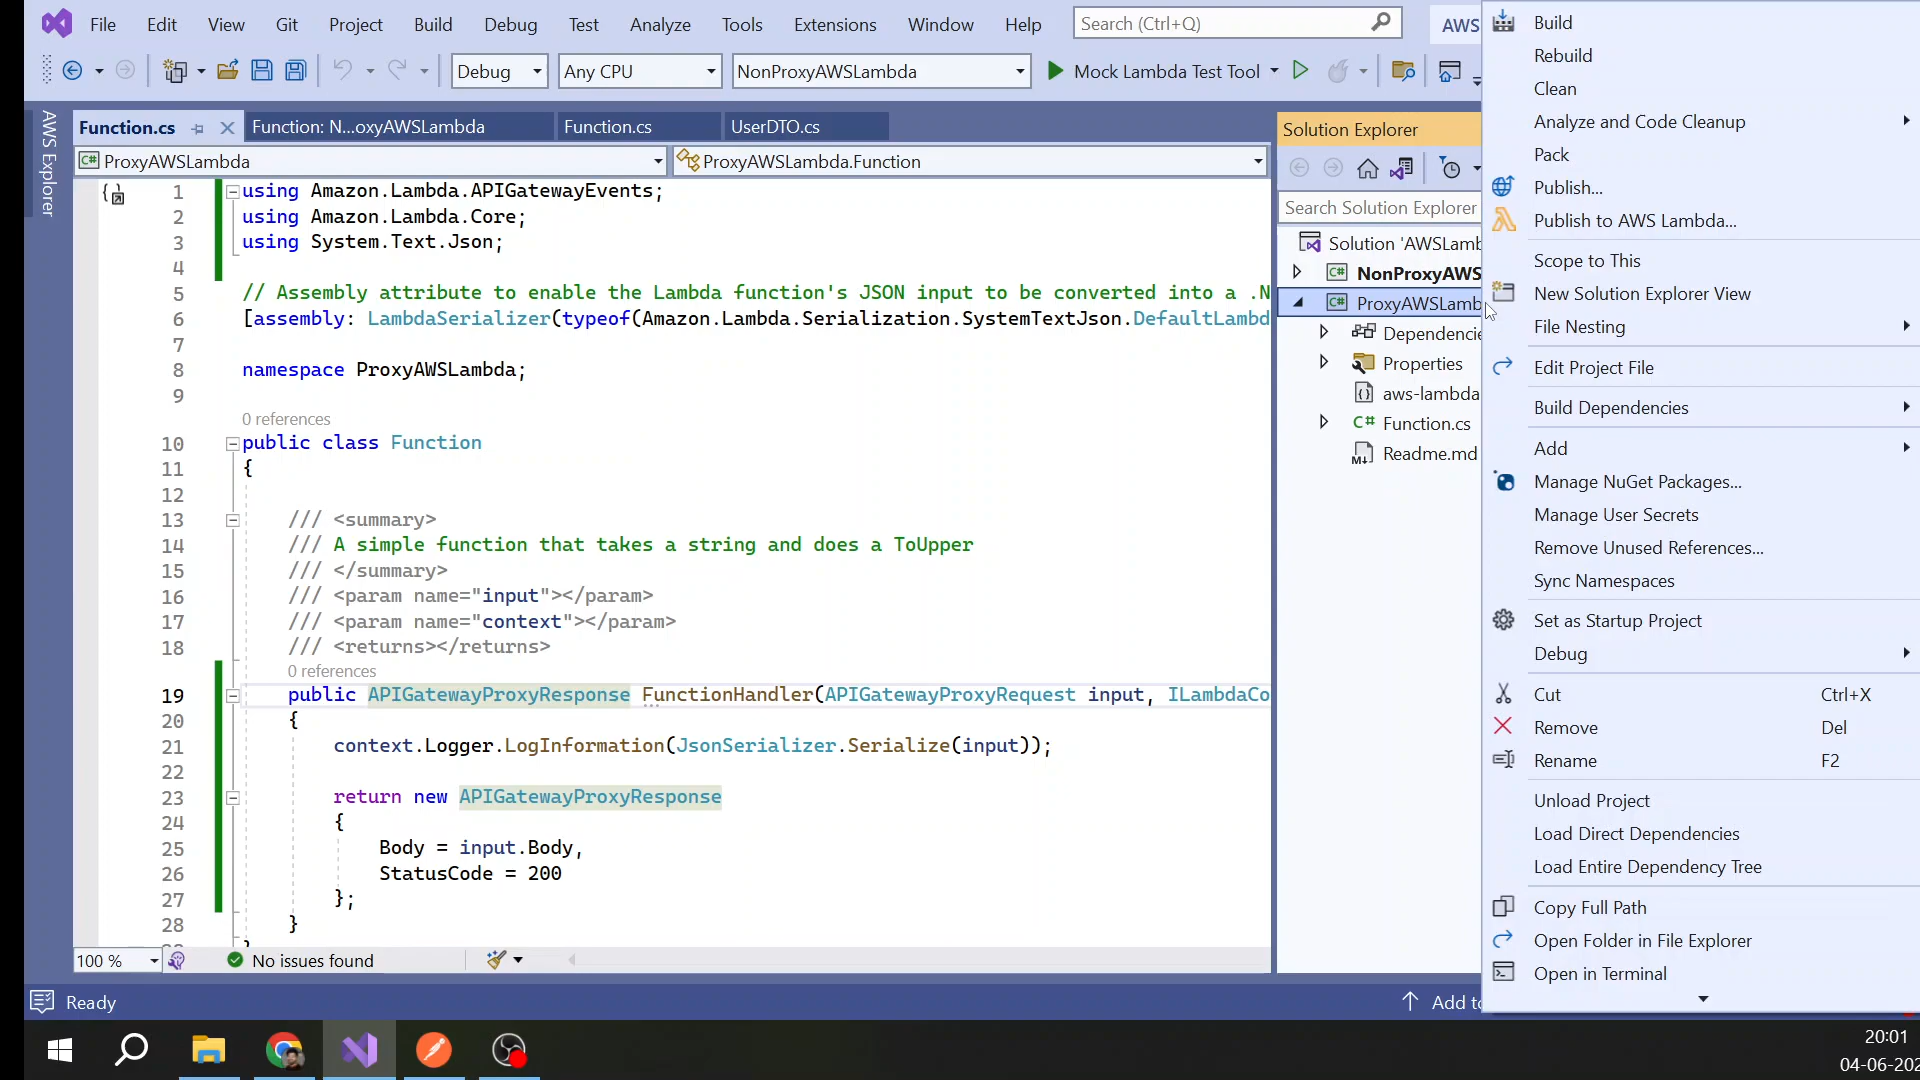 File Edit View Git Project Build Debug Test Analyze Tools Extensions Window Help Search (Ctrl+Q) AWS
Debug Any CPU NonProxyAWSLambda Mock Lambda Test Tool
AWS Explorer
Function.cs Function: N...oxyAWSLambda Function.cs UserDTO.cs
ProxyAWSLambda ProxyAWSLambda.Function
1 using Amazon.Lambda.APIGatewayEvents;
2 using Amazon.Lambda.Core;
3 using System.Text.Json;
4
5 // Assembly attribute to enable the Lambda function's JSON input to be converted into a .N
6 [assembly: LambdaSerializer(typeof(Amazon.Lambda.Serialization.SystemTextJson.DefaultLambd
7
8 namespace ProxyAWSLambda;
9
0 references
10 public class Function
11 {
12
13 /// <summary>
14 /// A simple function that takes a string and does a ToUpper
15 /// </summary>
16 /// <param name="input"></param>
17 /// <param name="context"></param>
18 /// <returns></returns>
0 references
19 public APIGatewayProxyResponse FunctionHandler(APIGatewayProxyRequest input, ILambdaCo
20 {
21 context.Logger.LogInformation(JsonSerializer.Serialize(input));
22
23 return new APIGatewayProxyResponse
24 {
25 Body = input.Body,
26 StatusCode = 200
27 };
28 }
100 % No issues found
Ready
Add to
Solution Explorer
Search Solution Explorer
Solution 'AWSLamb
NonProxyAWS
ProxyAWSLamb
Dependencie
Properties
aws-lambda
Function.cs
Readme.md
Build
Rebuild
Clean
Analyze and Code Cleanup
Pack
Publish...
Publish to AWS Lambda...
Scope to This
New Solution Explorer View
File Nesting
Edit Project File
Build Dependencies
Add
Manage NuGet Packages...
Manage User Secrets
Remove Unused References...
Sync Namespaces
Set as Startup Project
Debug
Cut Ctrl+X
Remove Del
Rename F2
Unload Project
Load Direct Dependencies
Load Entire Dependency Tree
Copy Full Path
Open Folder in File Explorer
Open in Terminal
20:01
04-06-202